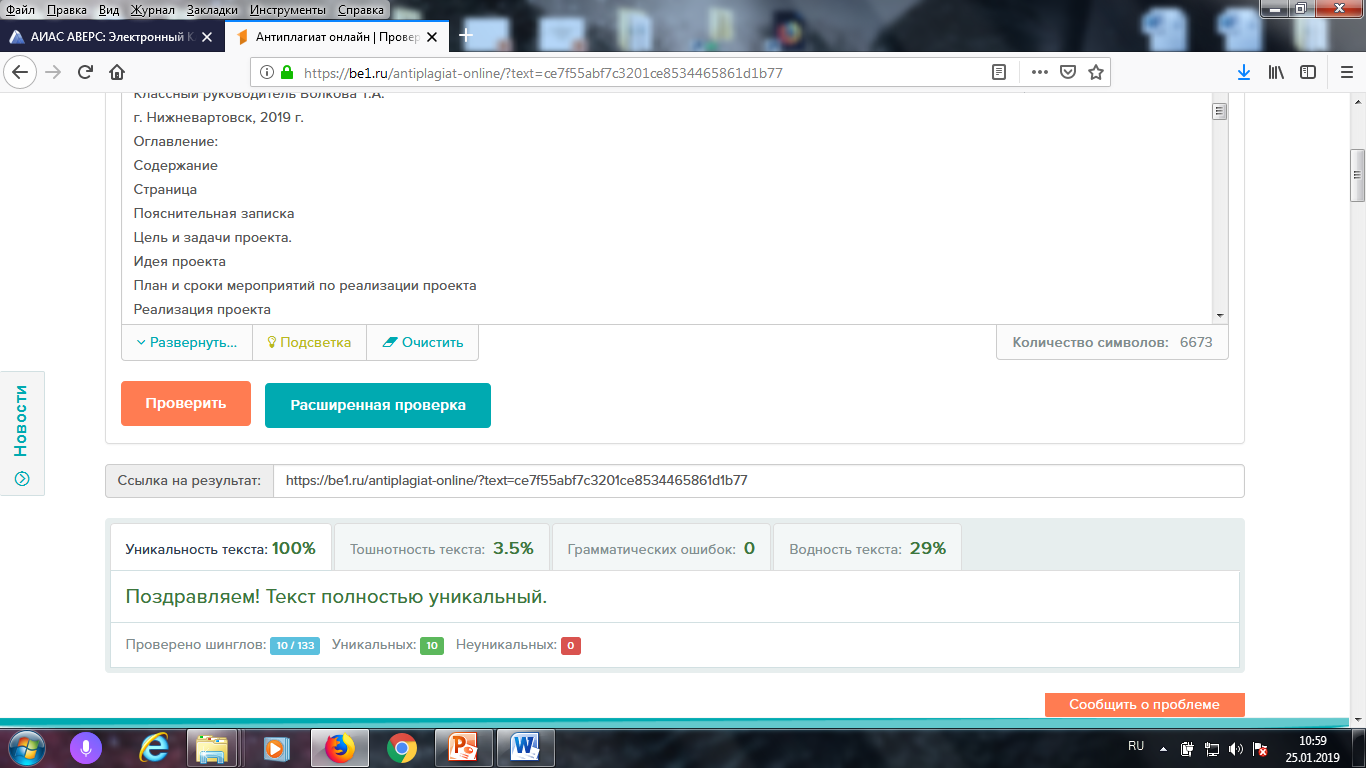 Файл Правка Вид Журнал Закладки Инструменты Справка
АИАС АВЕРС: Электронный К
Антиплагиат онлайн | Провер
https://be1.ru/antiplagiat-online/?text=ce7f55abf7c3201ce8534465861d1b77
Классный руководитель Волкова Т.А.
г. Нижневартовск, 2019 г.
Оглавление:
Содержание
Страница
Пояснительная записка
Цель и задачи проекта.
Идея проекта
План и сроки мероприятий по реализации проекта
Реализация проекта
Развернуть... Подсветка Очистить Количество символов: 6673
Проверить Расширенная проверка
Новости
Ссылка на результат: https://be1.ru/antiplagiat-online/?text=ce7f55abf7c3201ce8534465861d1b77
Уникальность текста: 100% Тошнотность текста: 3.5% Грамматических ошибок: 0 Водность текста: 29%
Поздравляем! Текст полностью уникальный.
Проверено шинглов: 10 / 133 Уникальных: 10 Неуникальных: 0
Сообщить о проблеме
RU 10:59
25.01.2019